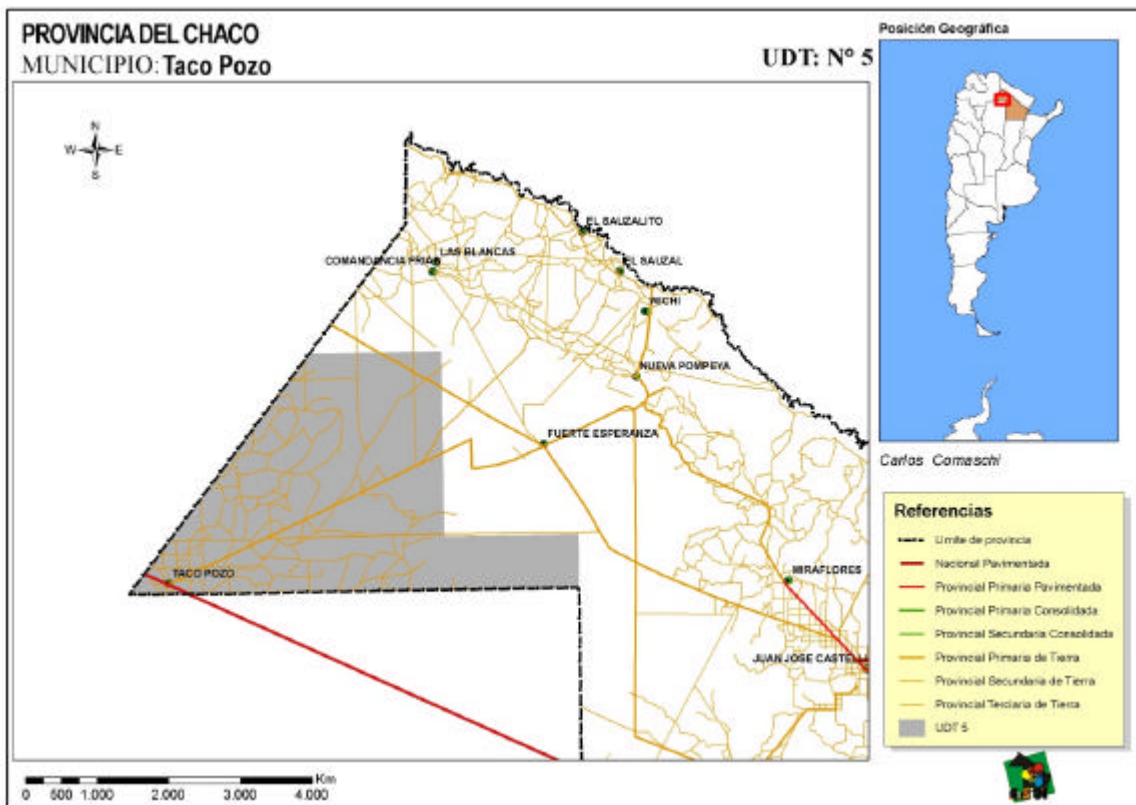 PROVINCIA DEL CHACO
MUNICIPIO: Taco Pozo
UDT: Nº 5
Posición Geográfica
N
W E
S
EL SAUZALITO
LAS BLANCAS
COMANDANCIA FRIAS
EL SAUZAL
WICHI
NUEVA POMPEYA
FUERTE ESPERANZA
TACO POZO
MIRAFLORES
JUAN JOSE CASTELL
Carlos Comaschi
Referencias
Límite de provincia
Nacional Pavimentada
Provincial Primaria Pavimentada
Provincial Primaria Consolidada
Provincial Secundaria Consolidada
Provincial Primaria de Tierra
Provincial Secundaria de Tierra
Provincial Terciaria de Tierra
UDT 5
Km
0 500 1.000 2.000 3.000 4.000